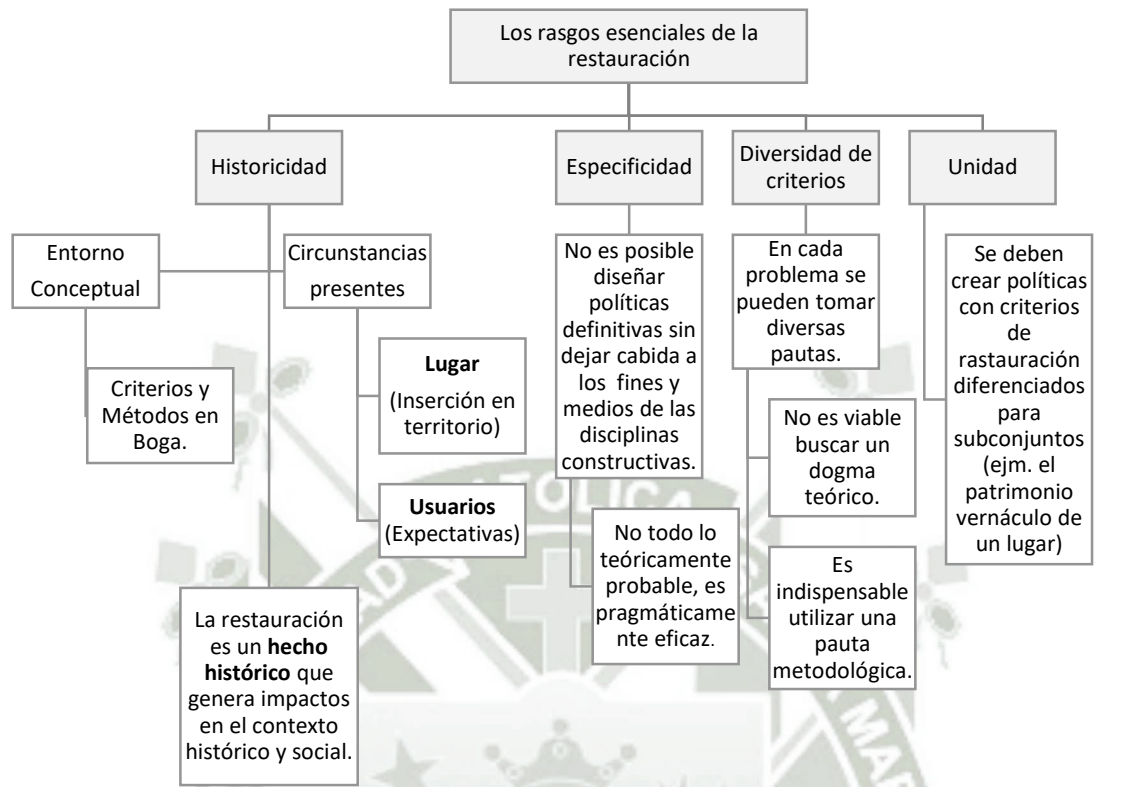 Los rasgos esenciales de la
restauración
Historicidad
Especificidad
Diversidad de
criterios
Unidad
Entorno
Conceptual
Circunstancias
presentes
Criterios y
Métodos en
Boga.
Lugar
(Inserción en
territorio)
Usuarios
(Expectativas)
La restauración
es un hecho
histórico que
genera impactos
en el contexto
histórico y social.
No es posible
diseñar
políticas
definitivas sin
dejar cabida a
los fines y
medios de las
disciplinas
constructivas.
No todo lo
teóricamente
probable, es
pragmáticame
nte eficaz.
En cada
problema se
pueden tomar
diversas
pautas.
No es viable
buscar un
dogma
teórico.
Es
indispensable
utilizar una
pauta
metodológica.
Se deben
crear políticas
con criterios
de
rastauración
diferenciados
para
subconjuntos
(ejm. el
patrimonio
vernáculo de
un lugar)